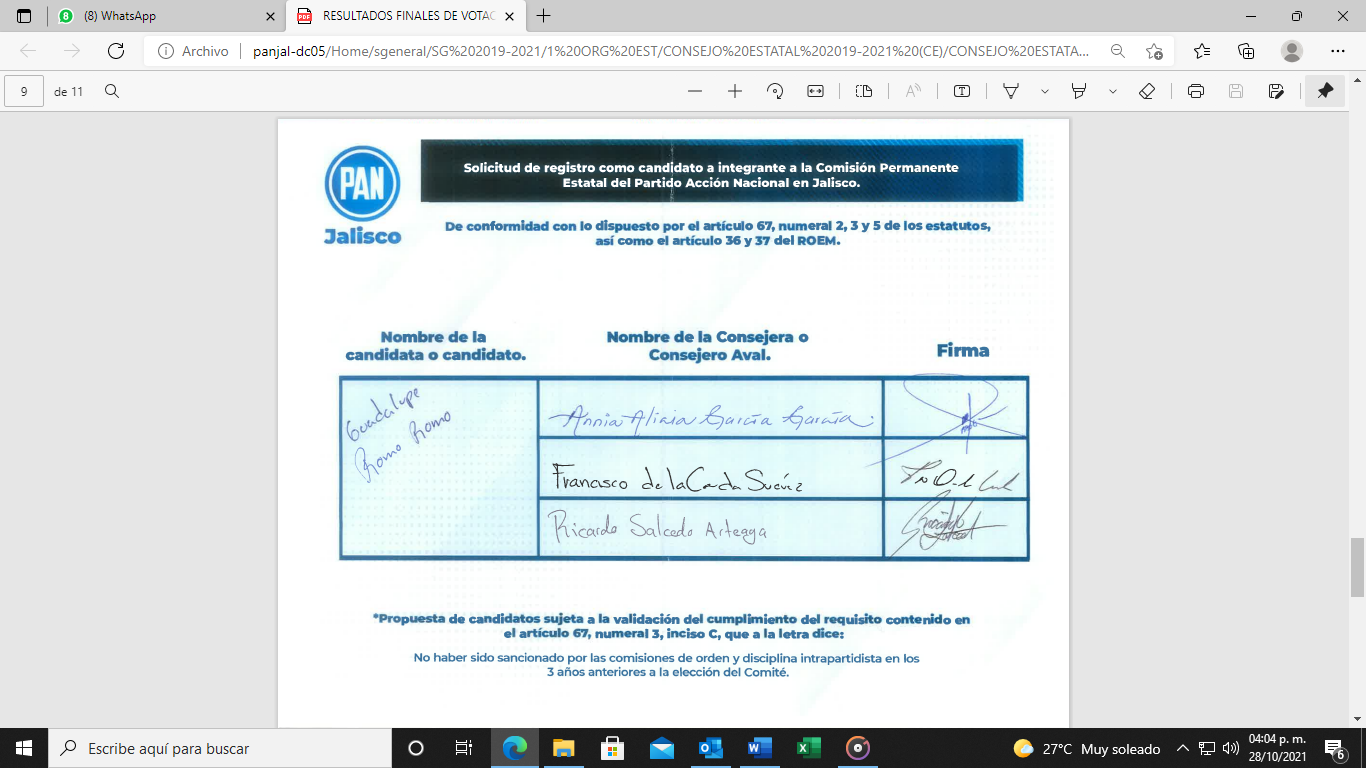 (8) WhatsApp
RESULTADOS FINALES DE VOTAC
Archivo
panjal-dc05/Home/sgeneral/SG%202019-2021/1%20ORG%20EST/CONSEJO%20ESTATAL%202019-2021%20(CE)/CONSEJO%20ESTATA...
9 de 11
PAN
Jalisco
Solicitud de registro como candidato a integrante a la Comisión Permanente
Estatal del Partido Acción Nacional en Jalisco.
De conformidad con lo dispuesto por el artículo 67, numeral 2, 3 y 5 de los estatutos,
así como el artículo 36 y 37 del ROEM.
Nombre de la
candidata o candidato.
Nombre de la Consejera o
Consejero Aval.
Firma
Guadalupe
Romo Romo
Annia Alicia García García.
Francisco de la Cerda Suárez
Ricardo Salcedo Arteaga
*Propuesta de candidatos sujeta a la validación del cumplimiento del requisito contenido en
el artículo 67, numeral 3, inciso C, que a la letra dice:
No haber sido sancionado por las comisiones de orden y disciplina intrapartidista en los
3 años anteriores a la elección del Comité.
Escribe aquí para buscar
27°C Muy soleado
04:04 p. m.
28/10/2021
6